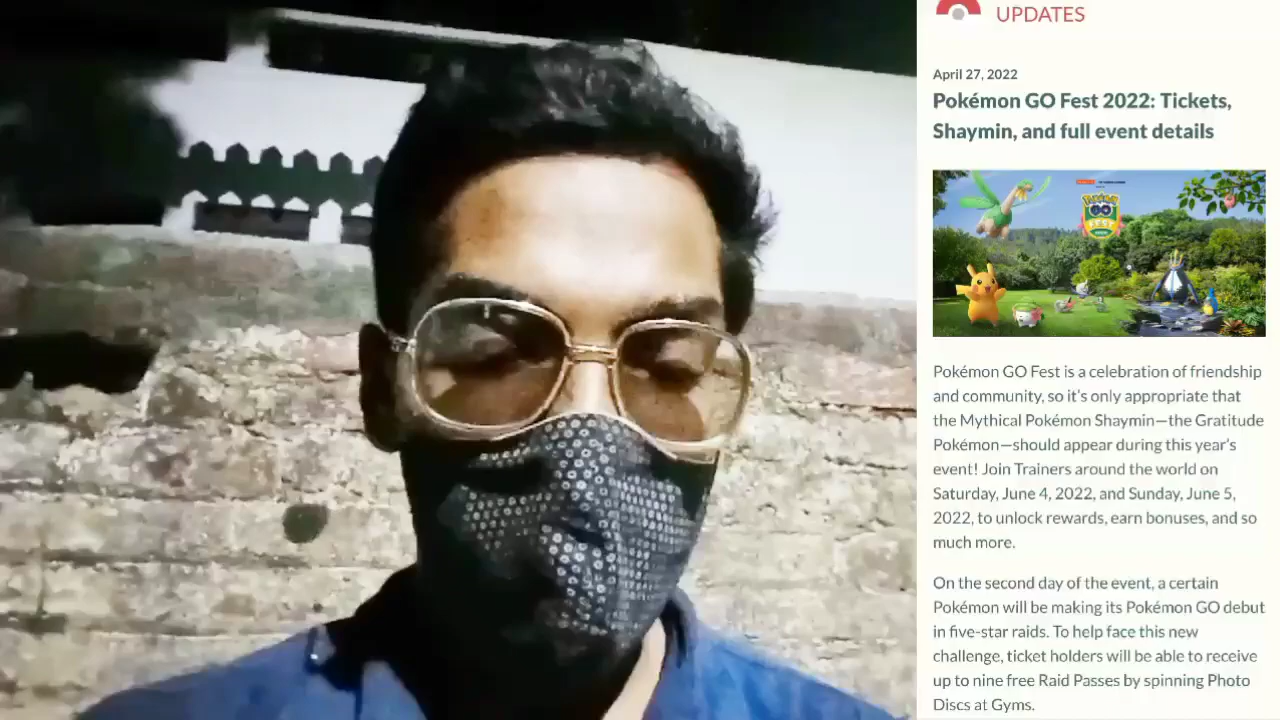 UPDATES
April 27, 2022
Pokémon GO Fest 2022: Tickets,
Shaymin, and full event details
Pokémon
GO
FEST
Pokémon GO Fest is a celebration of friendship
and community, so it's only appropriate that
the Mythical Pokémon Shaymin—the Gratitude
Pokémon—should appear during this year's
event! Join Trainers around the world on
Saturday, June 4, 2022, and Sunday, June 5,
2022, to unlock rewards, earn bonuses, and so
much more.
On the second day of the event, a certain
Pokémon will be making its Pokémon GO debut
in five-star raids. To help face this new
challenge, ticket holders will be able to receive
up to nine free Raid Passes by spinning Photo
Discs at Gyms.